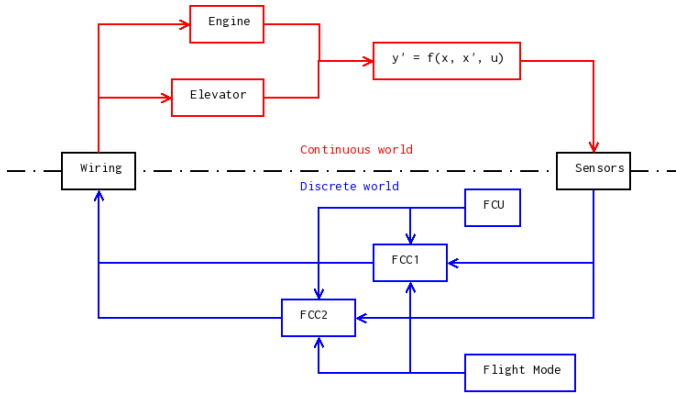 Engine
y' = f(x, x', u)
Elevator
Continuous world
Wiring
Sensors
Discrete world
FCU
FCC1
FCC2
Flight Mode